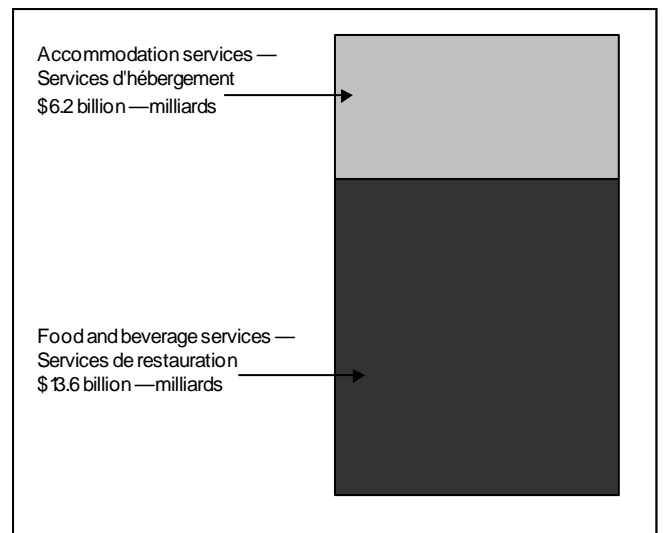 Accommodation services —
Services d'hébergement
$6.2 billion — milliards
Food and beverage services —
Services de restauration
$13.6 billion — milliards